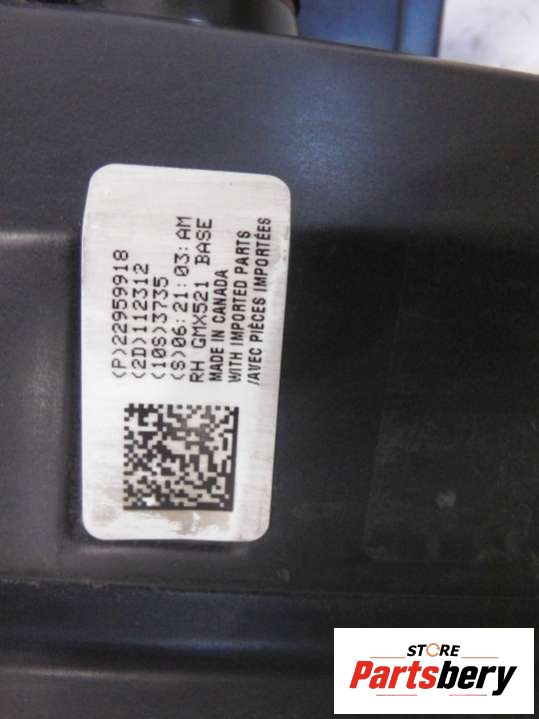 (P)22959918
(2D)112312
(10S)3735
(S)06:21:03:AM
RH GMX521 BASE
MADE IN CANADA
WITH IMPORTED PARTS
/AVEC PIÈCES IMPORTÉES
STORE
Partsbery